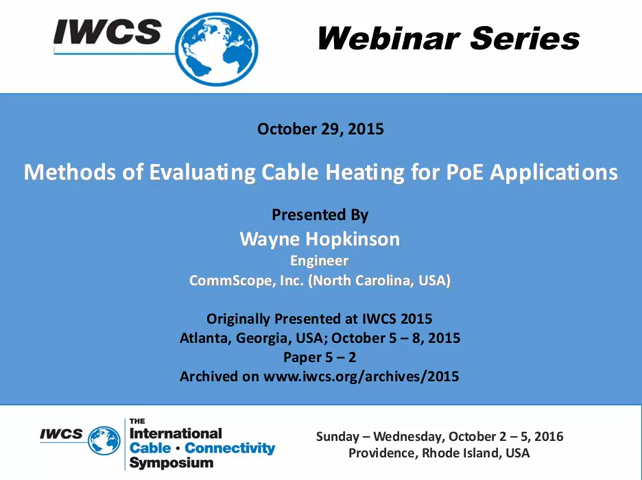 IWCS
Webinar Series
October 29, 2015
Methods of Evaluating Cable Heating for PoE Applications
Presented By
Wayne Hopkinson
Engineer
CommScope, Inc. (North Carolina, USA)
Originally Presented at IWCS 2015
Atlanta, Georgia, USA; October 5 – 8, 2015
Paper 5 – 2
Archived on www.iwcs.org/archives/2015
IWCS
THE
International
Cable • Connectivity
Symposium
Sunday – Wednesday, October 2 – 5, 2016
Providence, Rhode Island, USA